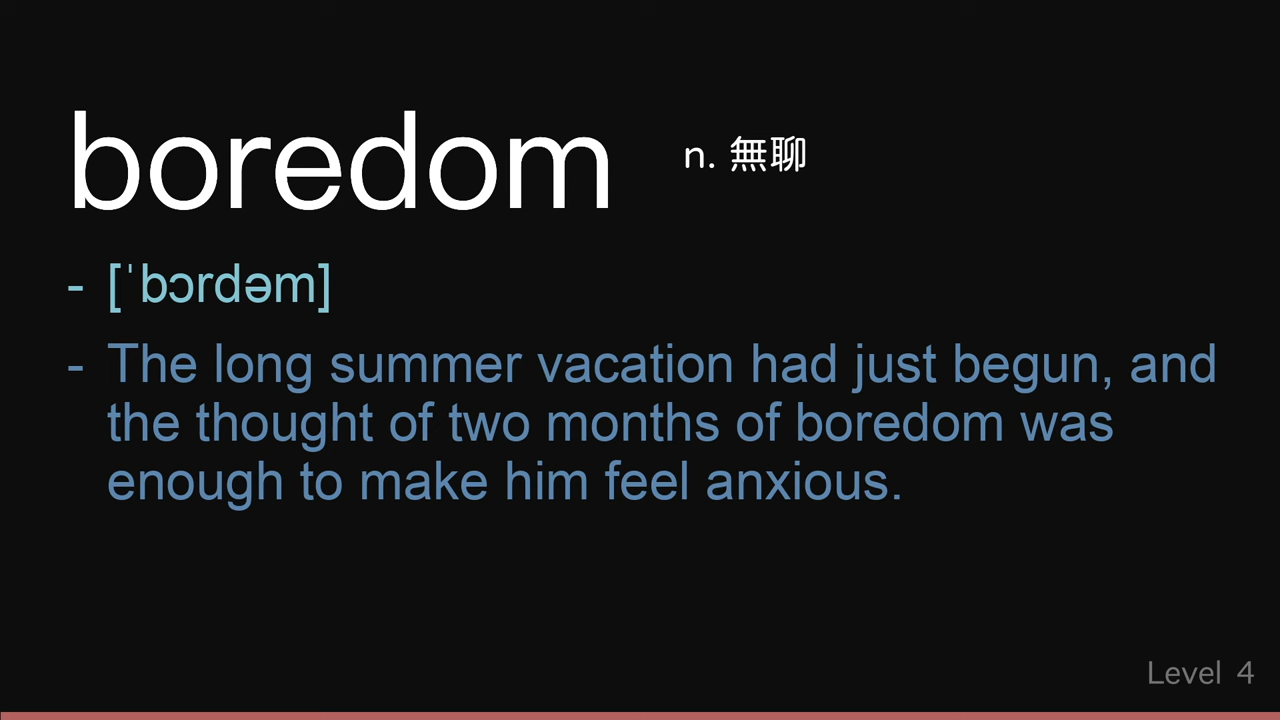 boredom n. 無聊
- [ˈbɔrdəm]
- The long summer vacation had just begun, and
the thought of two months of boredom was
enough to make him feel anxious.
Level 4